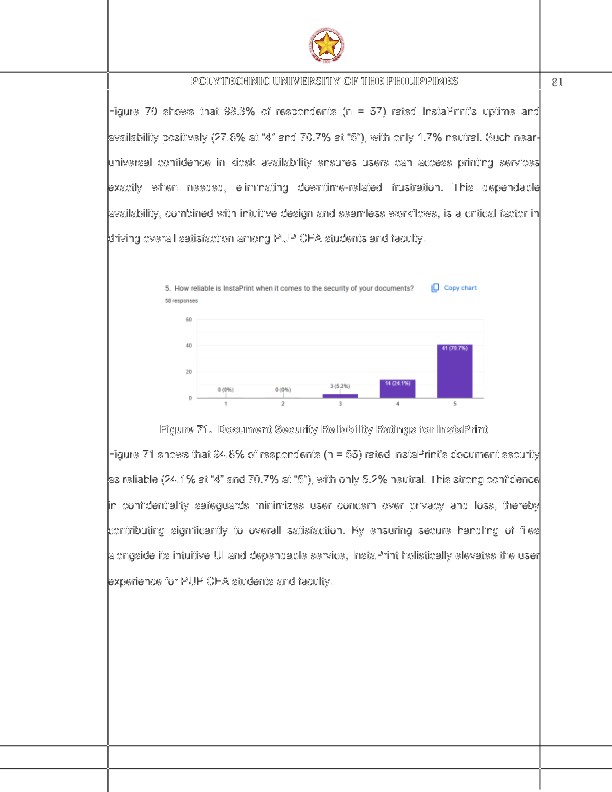 POLYTECHNIC UNIVERSITY OF THE PHILIPPINES 81
Figure 70 shows that 98.3% of respondents (n = 57) rated InstaPrint's uptime and
availability positively (27.6% at "4" and 70.7% at "5"), with only 1.7% neutral. Such near-
universal confidence in kiosk availability ensures users can access printing services
exactly when needed, eliminating downtime-related frustration. This dependable
availability, combined with intuitive design and seamless workflows, is a critical factor in
driving overall satisfaction among PUP students and faculty.
5. How reliable is InstaPrint when it comes to the security of your documents? Copy chart
58 responses
60
40
20
0
0 (0%)
0 (0%)
3 (5.2%)
14 (24.1%)
41 (70.7%)
1 2 3 4 5
Figure 71. Document Security Reliability Ratings for InstaPrint
Figure 71 shows that 94.8% of respondents (n = 55) rated InstaPrint's document security
as reliable (24.1% at "4" and 70.7% at "5"), with only 5.2% neutral. This strong confidence
in confidentiality safeguards minimizes user concern over privacy and loss, thereby
contributing significantly to overall satisfaction. By ensuring secure handling of files
alongside its intuitive UI and dependable service, InstaPrint holistically elevates the user
experience for PUP students and faculty.